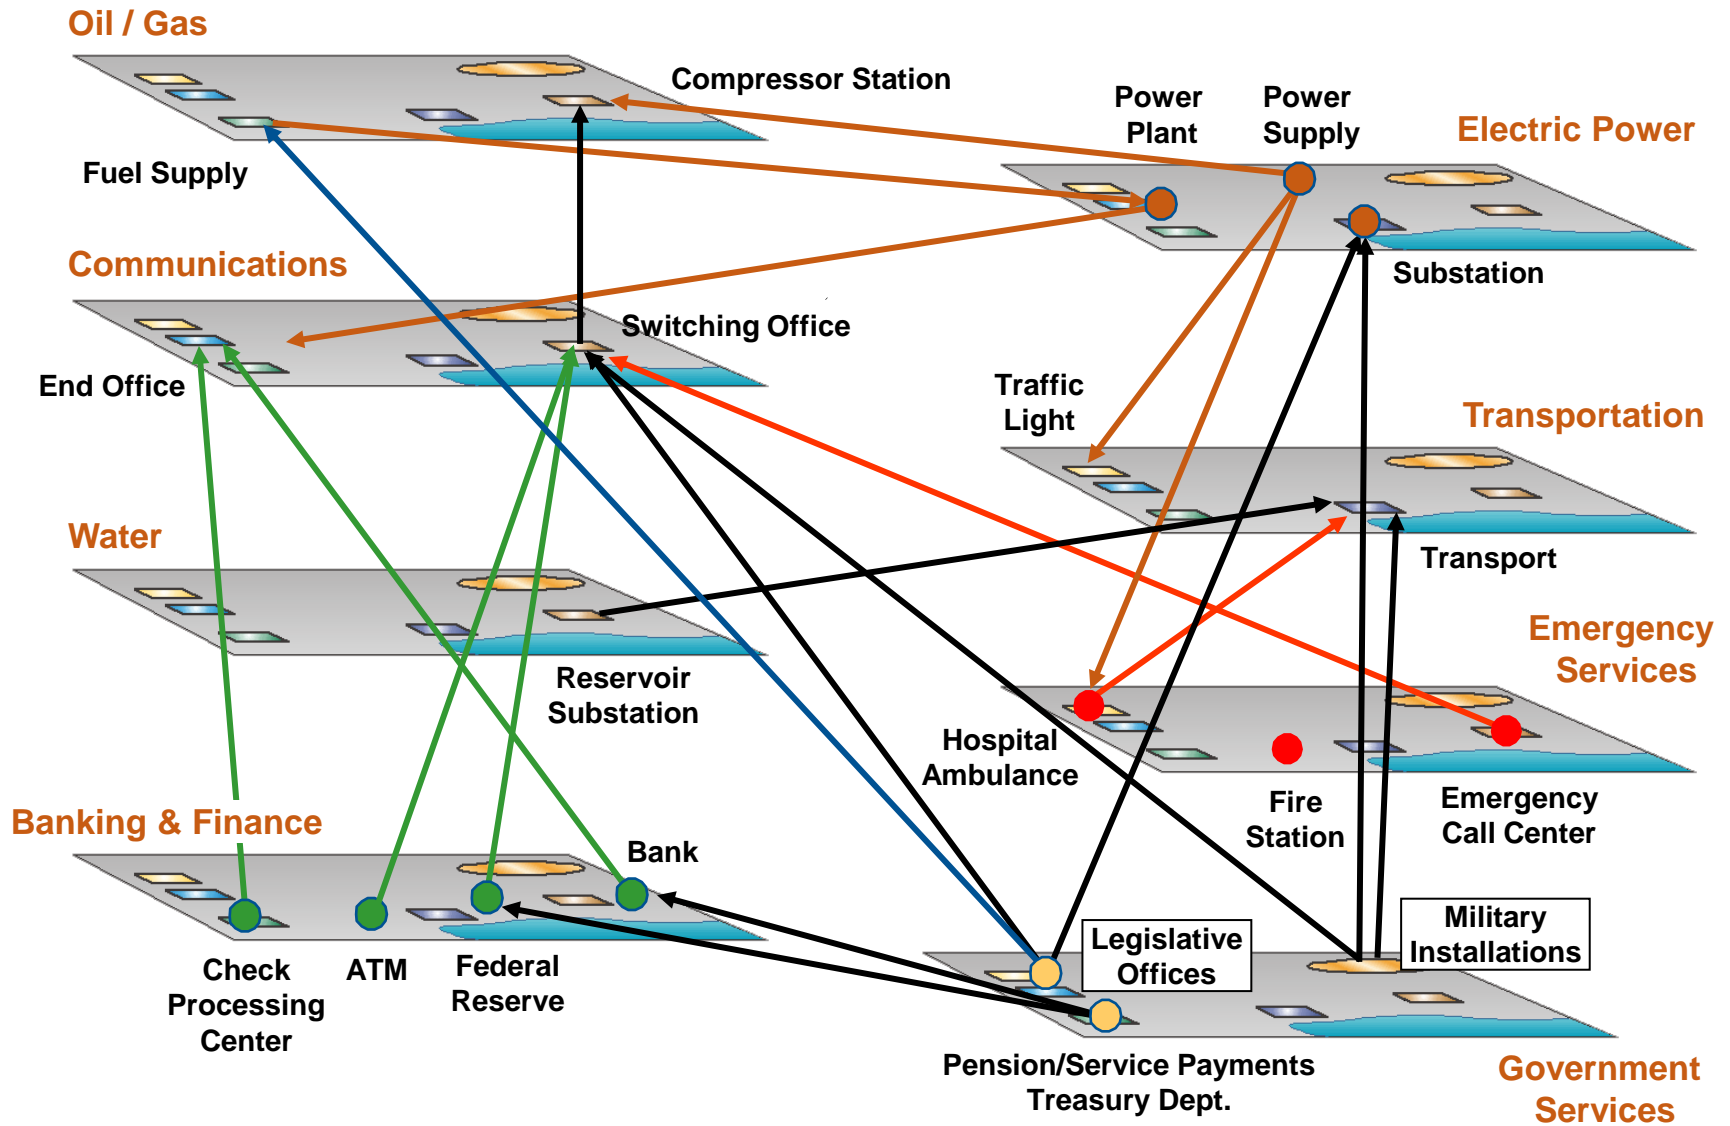 Oil / Gas
Compressor Station
Power
Plant
Power
Supply
Electric Power
Fuel Supply
Communications
Substation
Switching Office
End Office
Traffic
Light
Transportation
Water
Transport
Emergency
Services
Reservoir
Substation
Hospital
Ambulance
Fire
Station
Emergency
Call Center
Banking & Finance
Bank
Military
Installations
Legislative
Offices
Check
Processing
Center
ATM
Federal
Reserve
Pension/Service Payments
Treasury Dept.
Government
Services